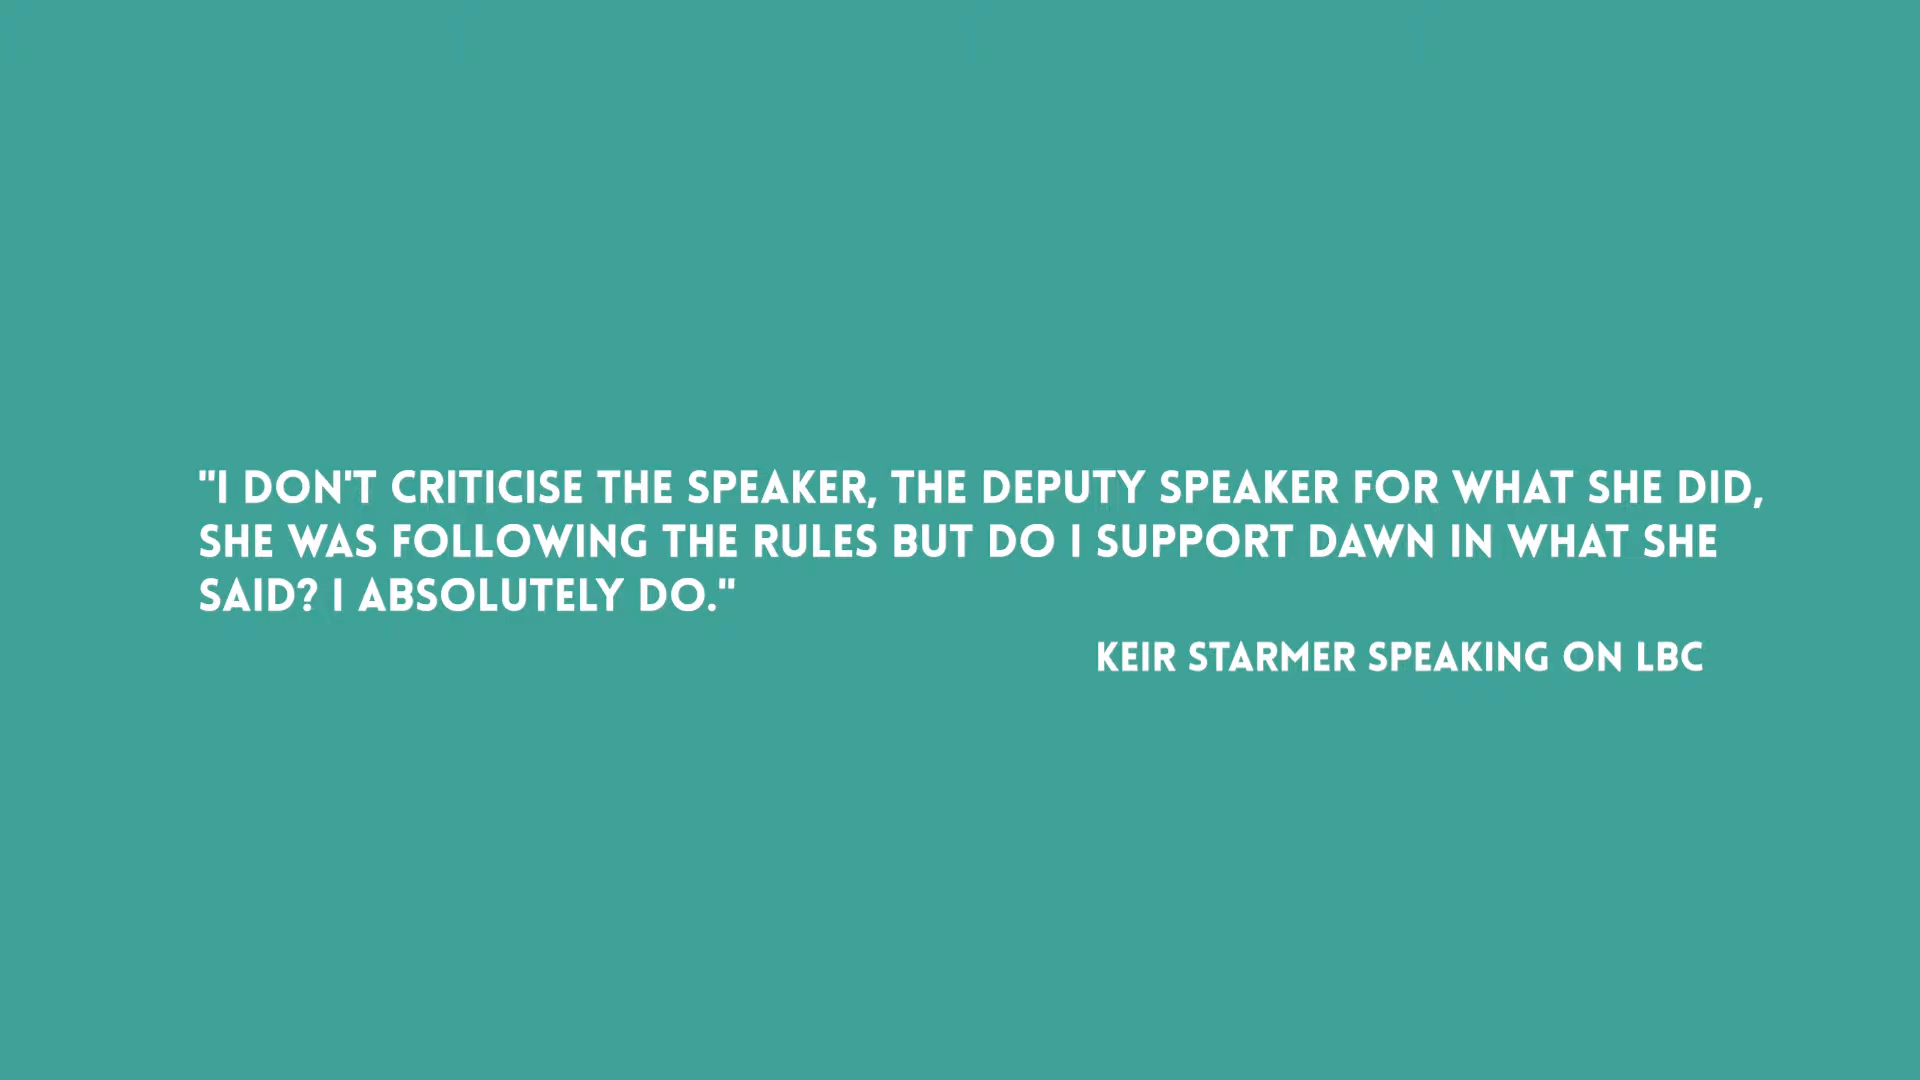 "I DON'T CRITICISE THE SPEAKER, THE DEPUTY SPEAKER FOR WHAT SHE DID,
SHE WAS FOLLOWING THE RULES BUT DO I SUPPORT DAWN IN WHAT SHE
SAID? I ABSOLUTELY DO."
KEIR STARMER SPEAKING ON LBC